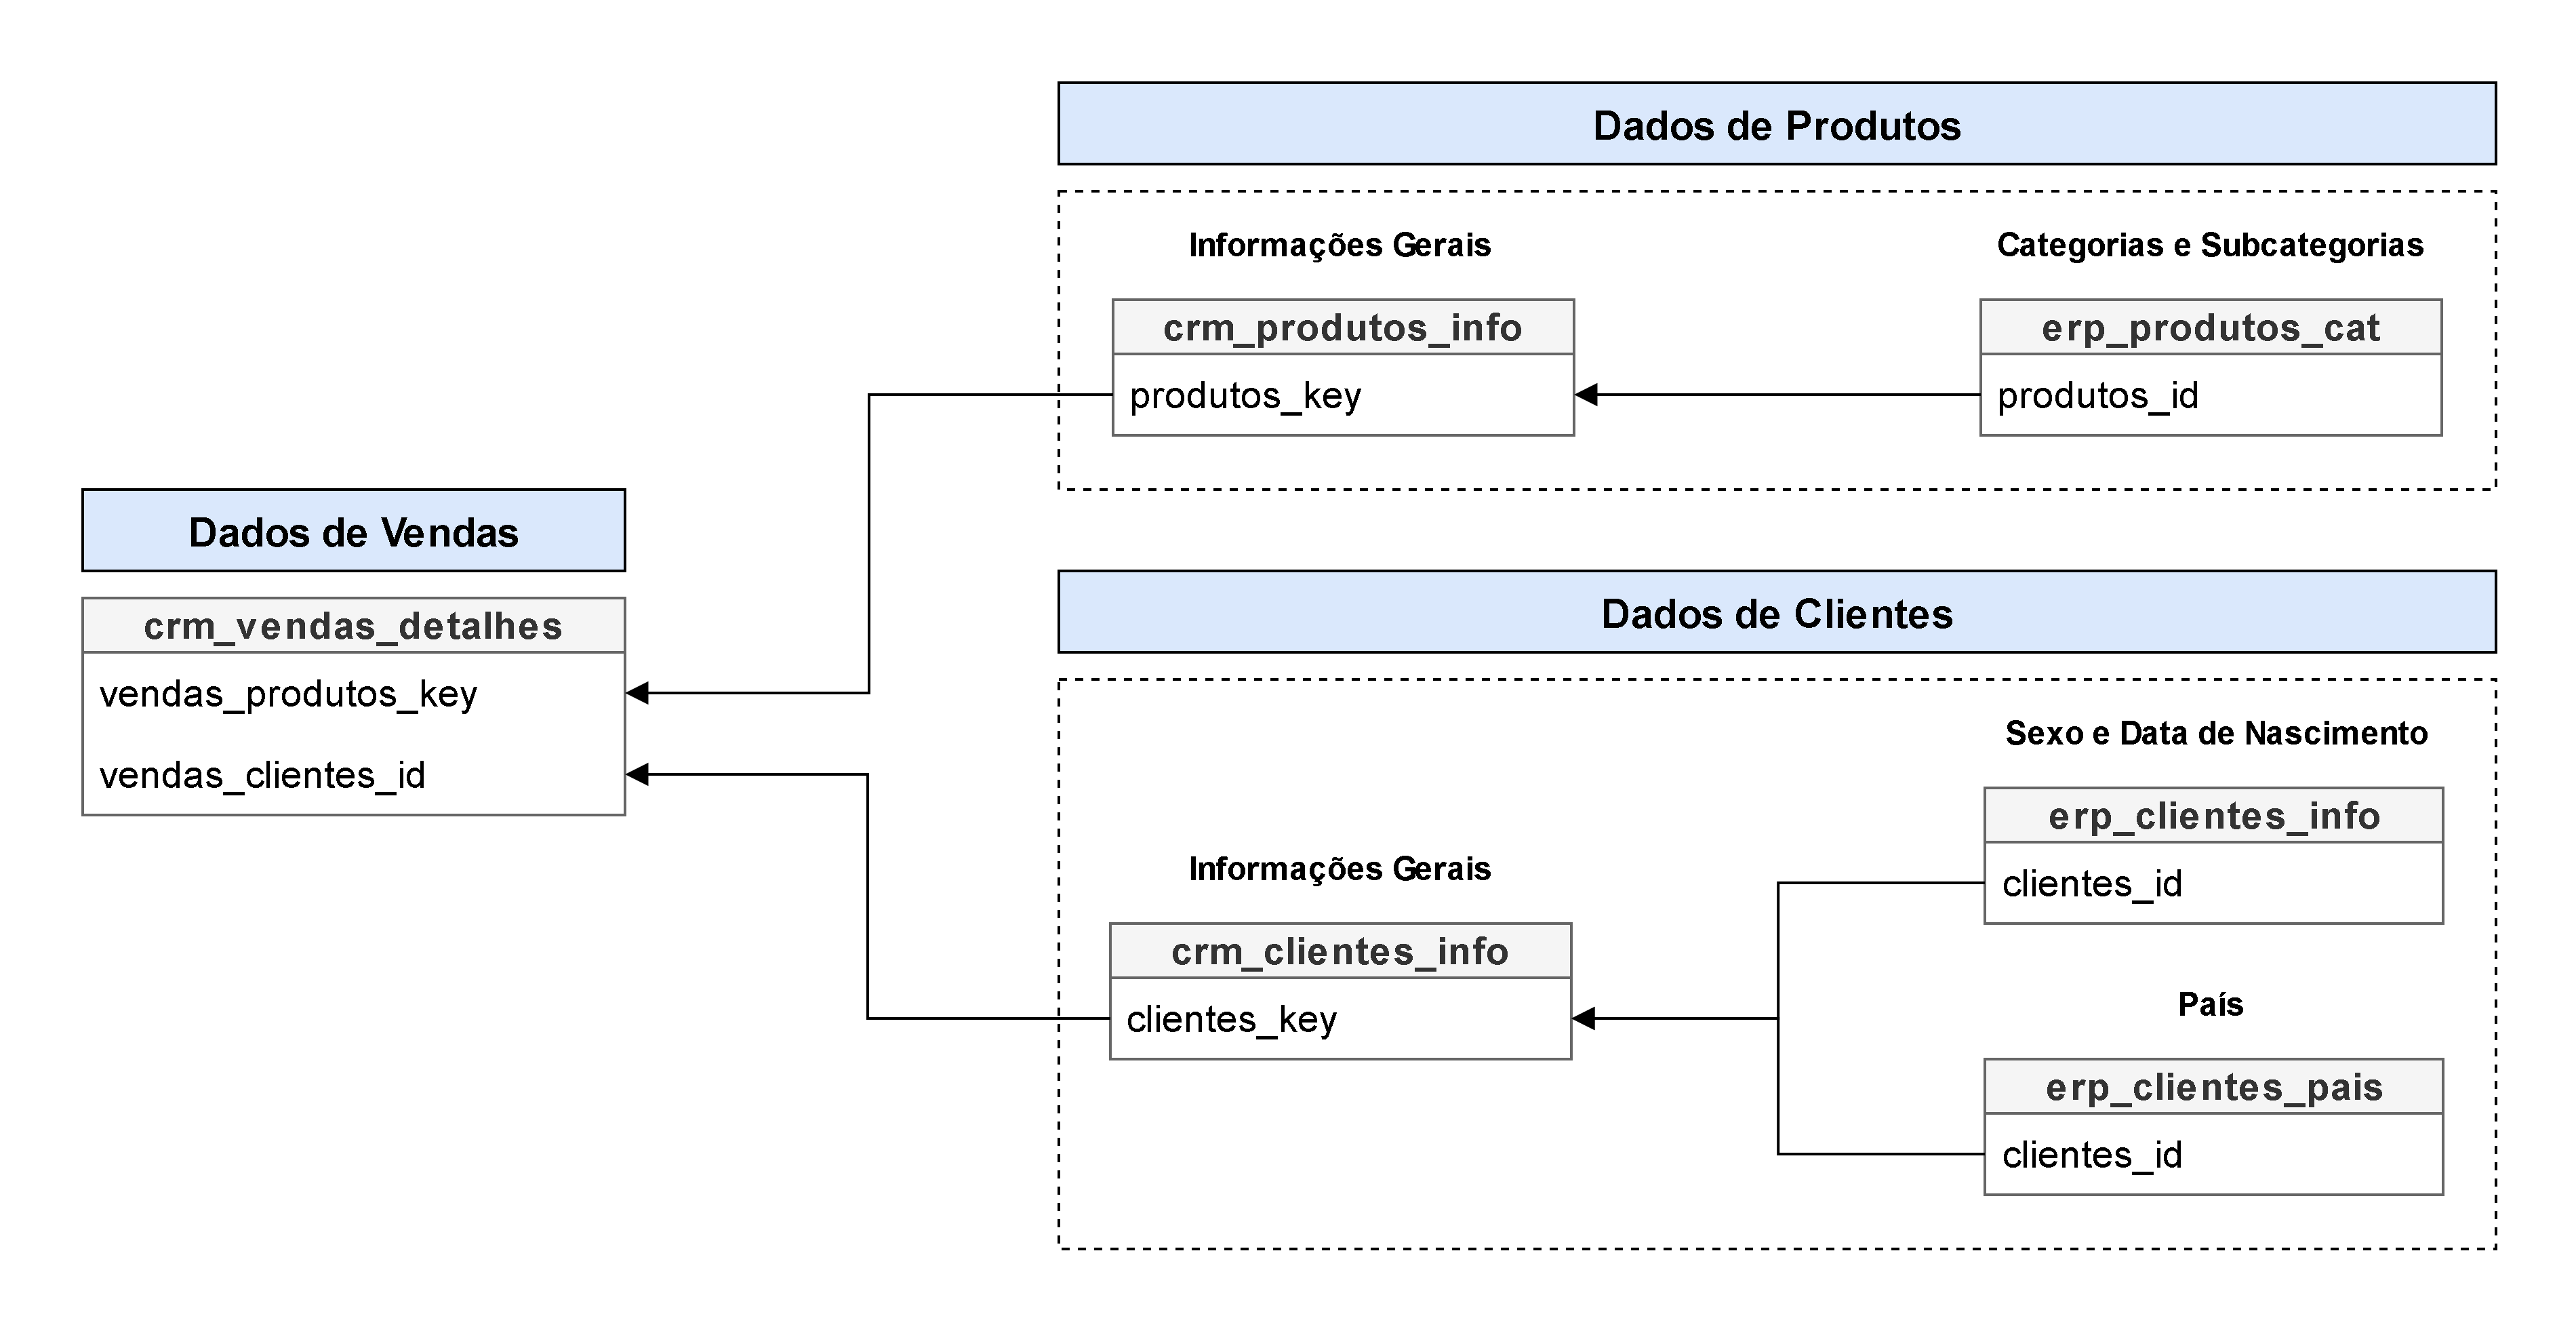 Dados de Produtos
Informações Gerais
Categorias e Subcategorias
crm_produtos_info
erp_produtos_cat
produtos_key
produtos_id
Dados de Vendas
crm_vendas_detalhes
vendas_produtos_key
vendas_clientes_id
Dados de Clientes
Sexo e Data de Nascimento
erp_clientes_info
clientes_id
Informações Gerais
crm_clientes_info
clientes_key
País
erp_clientes_pais
clientes_id